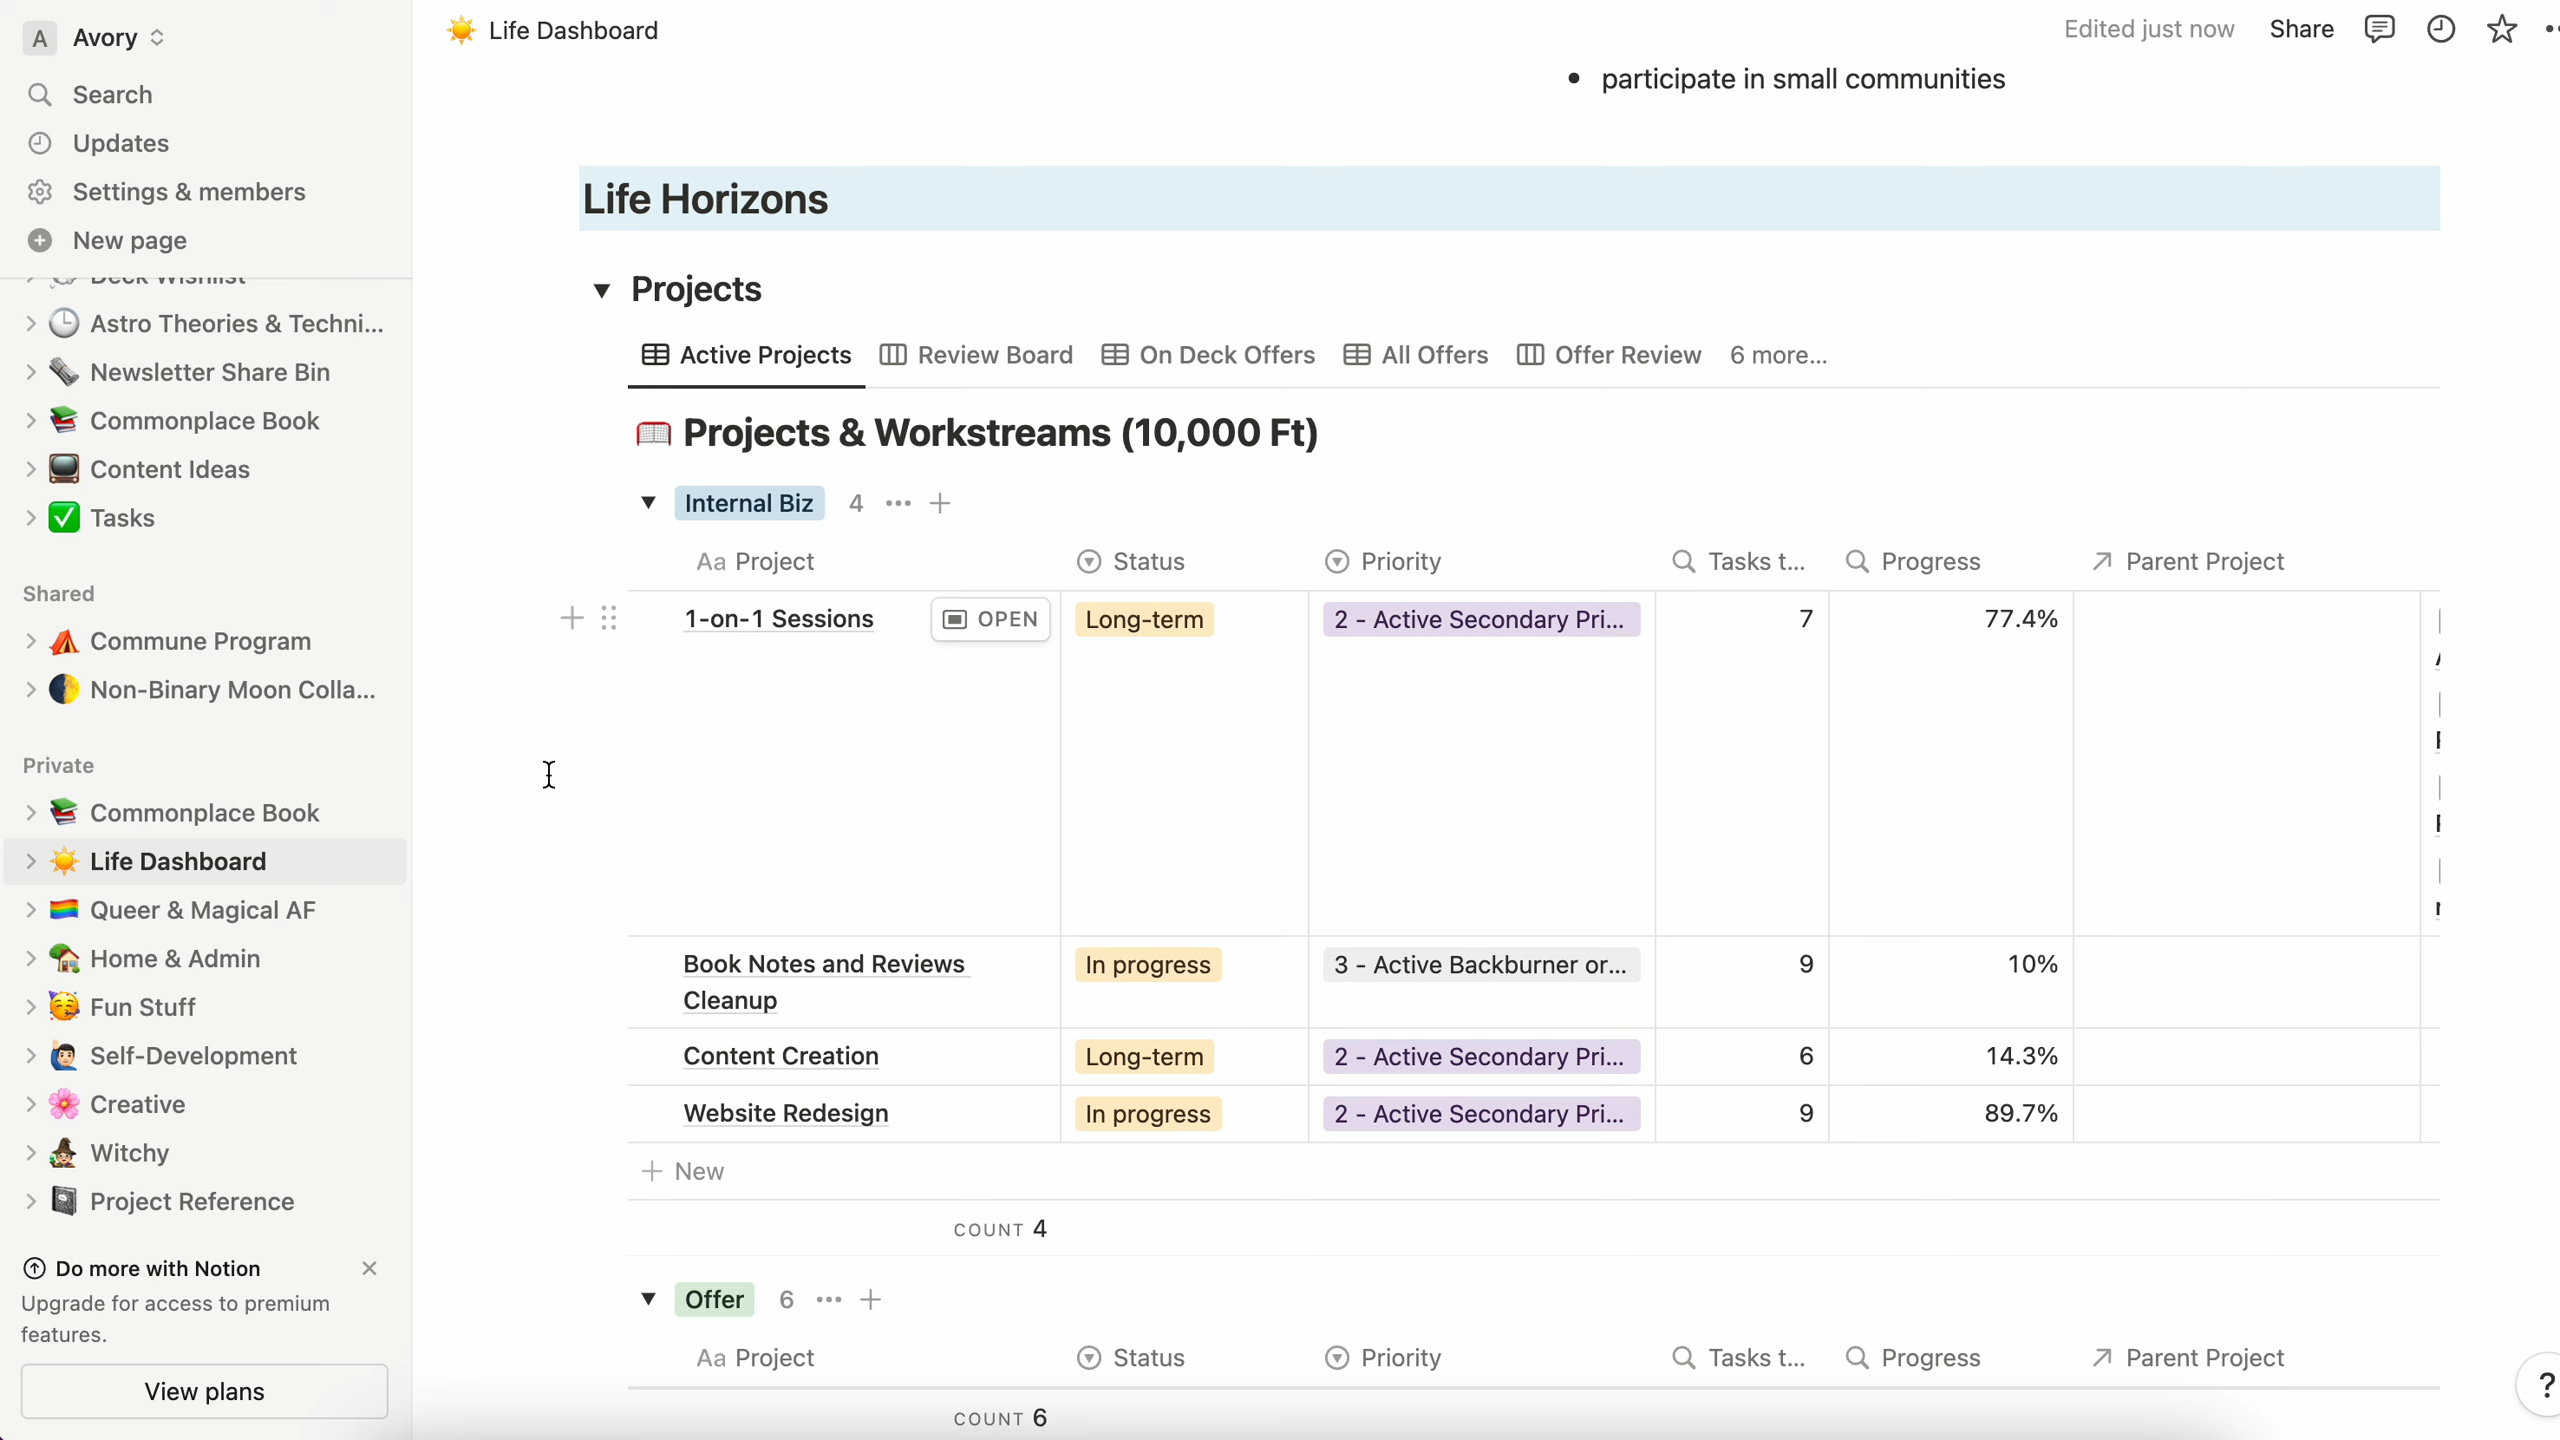 A Avory
Search
Updates
Settings & members
New page
Deck Wishlist
Astro Theories & Techni...
Newsletter Share Bin
Commonplace Book
Content Ideas
Tasks
Shared
Commune Program
Non-Binary Moon Colla...
Private
Commonplace Book
Life Dashboard
Queer & Magical AF
Home & Admin
Fun Stuff
Self-Development
Creative
Witchy
Project Reference
Do more with Notion
Upgrade for access to premium
features.
View plans
Life Dashboard
Edited just now Share
• participate in small communities
Life Horizons
Projects
Active Projects Review Board On Deck Offers All Offers Offer Review 6 more...
Projects & Workstreams (10,000 Ft)
Internal Biz 4
Aa Project Status Priority Tasks t... Progress Parent Project
1-on-1 Sessions OPEN Long-term 2 - Active Secondary Pri... 7 77.4%
Book Notes and Reviews In progress 3 - Active Backburner or... 9 10%
Cleanup
Content Creation Long-term 2 - Active Secondary Pri... 6 14.3%
Website Redesign In progress 2 - Active Secondary Pri... 9 89.7%
+ New
COUNT 4
Offer 6
Aa Project Status Priority Tasks t... Progress Parent Project
COUNT 6
?